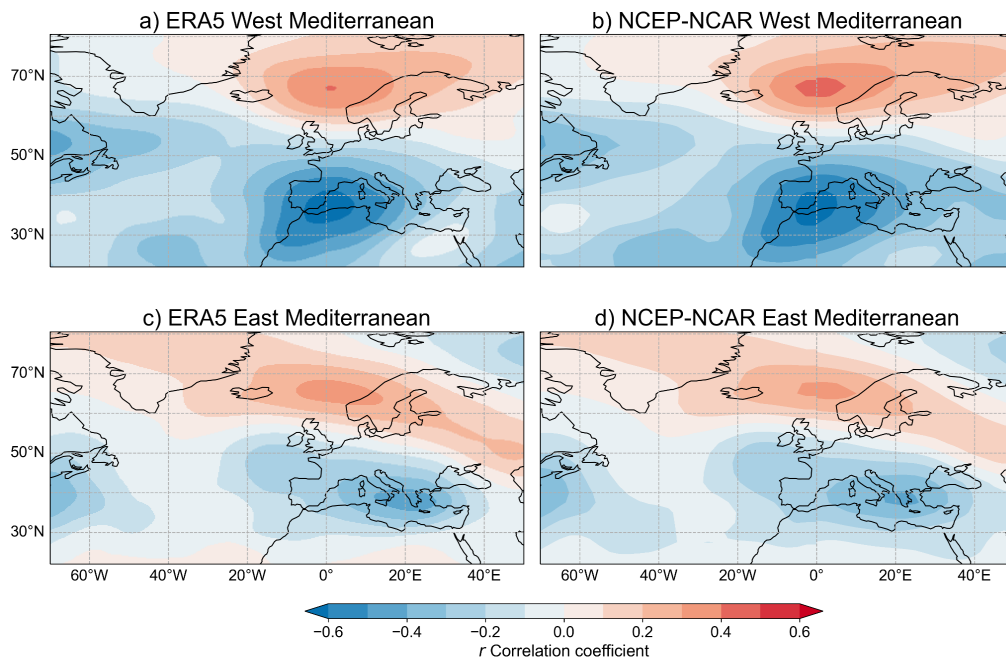 a) ERA5 West Mediterranean
b) NCEP-NCAR West Mediterranean
70°N
50°N
30°N
c) ERA5 East Mediterranean
d) NCEP-NCAR East Mediterranean
70°N
50°N
30°N
60°W 40°W 20°W 0° 20°E 40°E
60°W 40°W 20°W 0° 20°E 40°E
−0.6 −0.4 −0.2 0.0 0.2 0.4 0.6
r Correlation coefficient